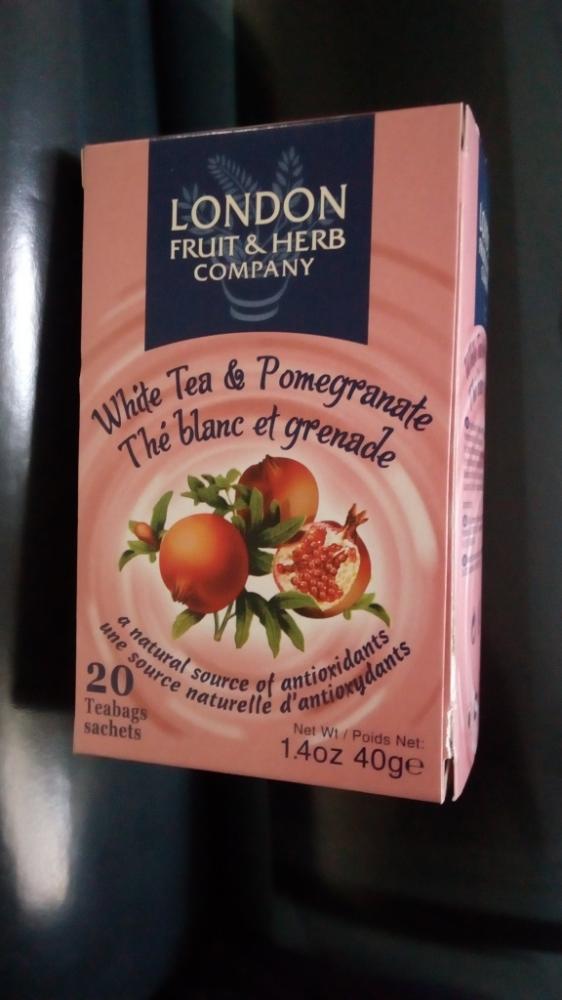 LONDON
FRUIT & HERB
COMPANY
White Tea & Pomegranate
Thé blanc et grenade
a natural source of antioxidants
une source naturelle d'antioxydants
20
Teabags
sachets
Net Wt / Poids Net:
1.4oz 40g℮
LONDON